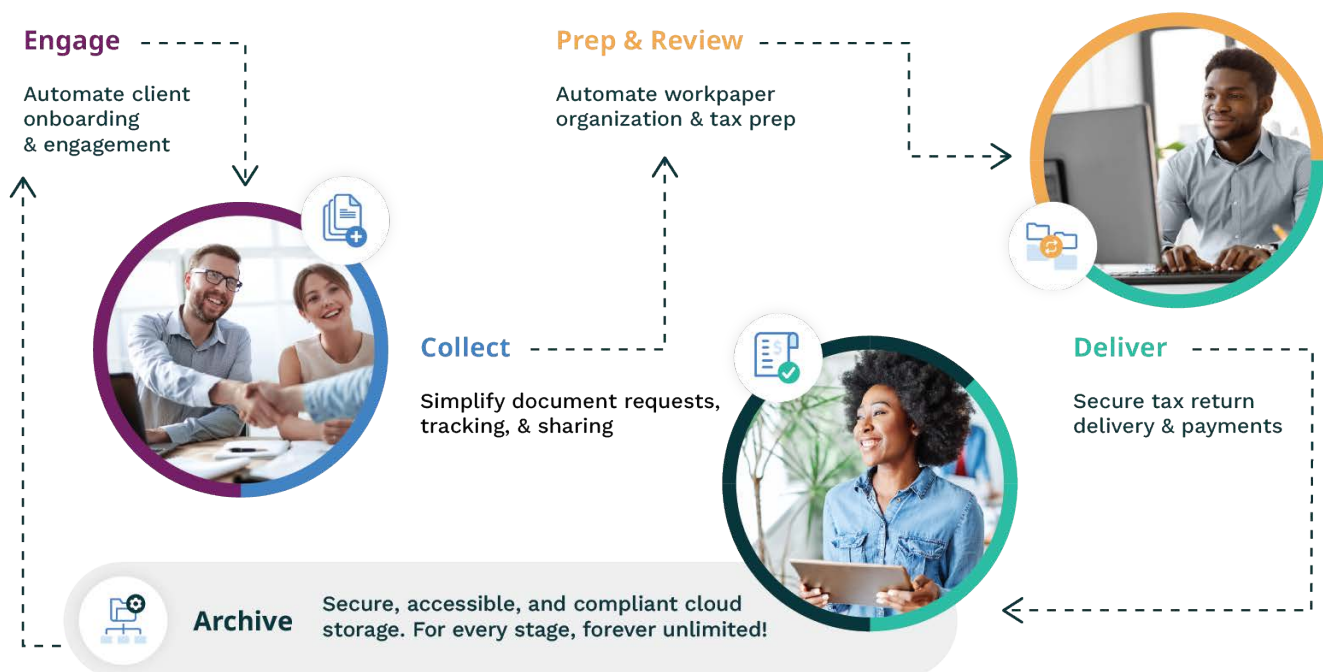 Engage
Automate client
onboarding
& engagement
Collect
Simplify document requests,
tracking, & sharing
Prep & Review
Automate workpaper
organization & tax prep
Deliver
Secure tax return
delivery & payments
Archive
Secure, accessible, and compliant cloud
storage. For every stage, forever unlimited!
$